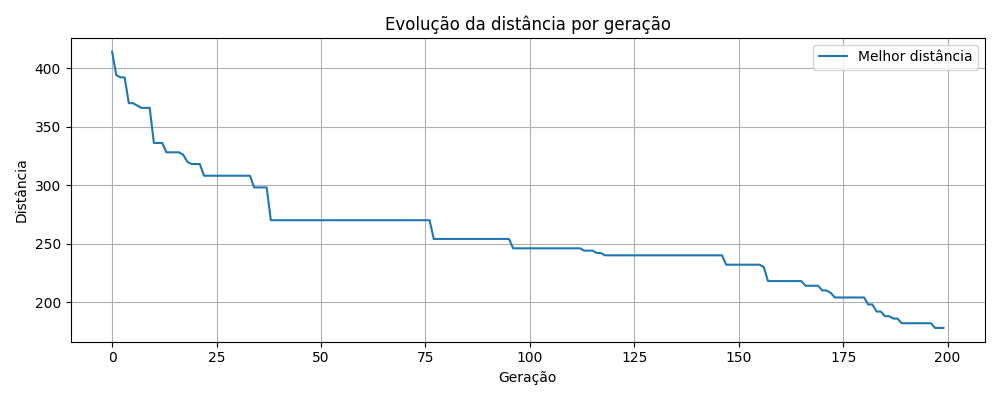 Evolução da distância por geração
Melhor distância
Distância
400
350
300
250
200
0 25 50 75 100 125 150 175 200
Geração